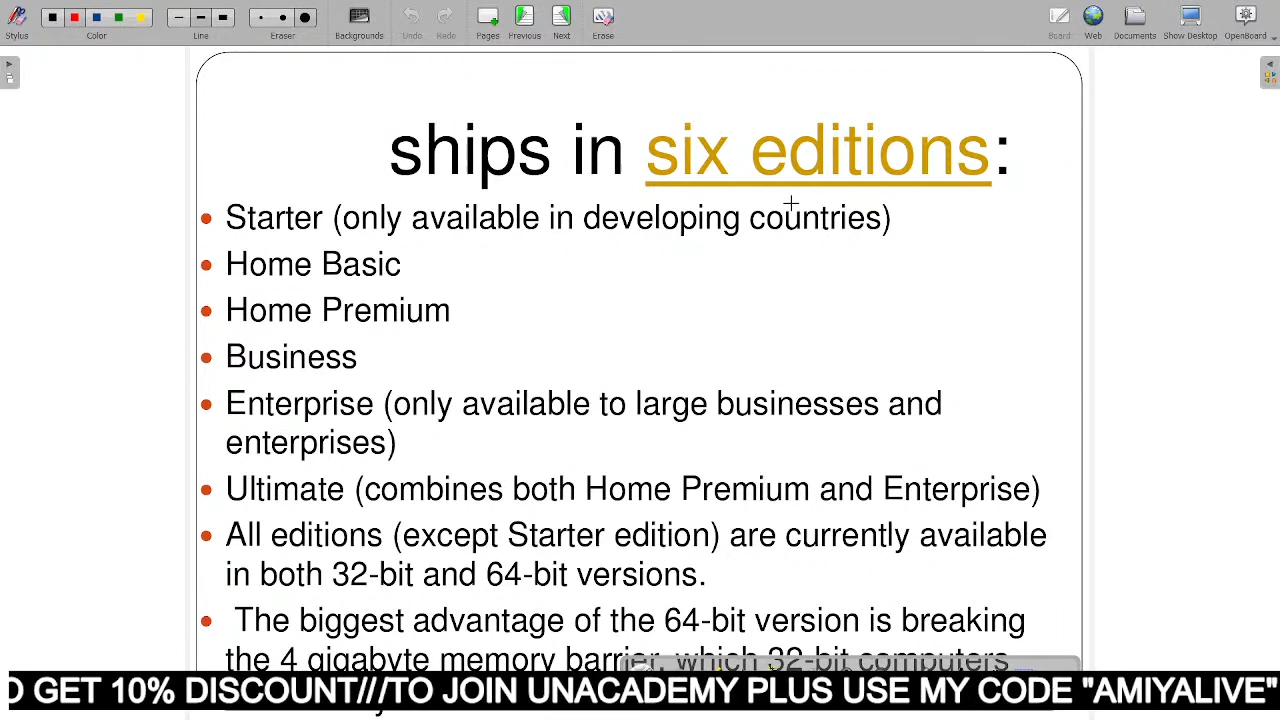 Stylus
Color
Line
Eraser
Backgrounds
Undo
Redo
Pages
Previous
Next
Erase
Board
Web
Documents
Show Desktop
OpenBoard
ships in six editions:
Starter (only available in developing countries)
Home Basic
Home Premium
Business
Enterprise (only available to large businesses and
enterprises)
Ultimate (combines both Home Premium and Enterprise)
All editions (except Starter edition) are currently available
in both 32-bit and 64-bit versions.
The biggest advantage of the 64-bit version is breaking
the 4 gigabyte memory barrier, which 32-bit computers
O GET 10% DISCOUNT///TO JOIN UNACADEMY PLUS USE MY CODE "AMIYALIVE"